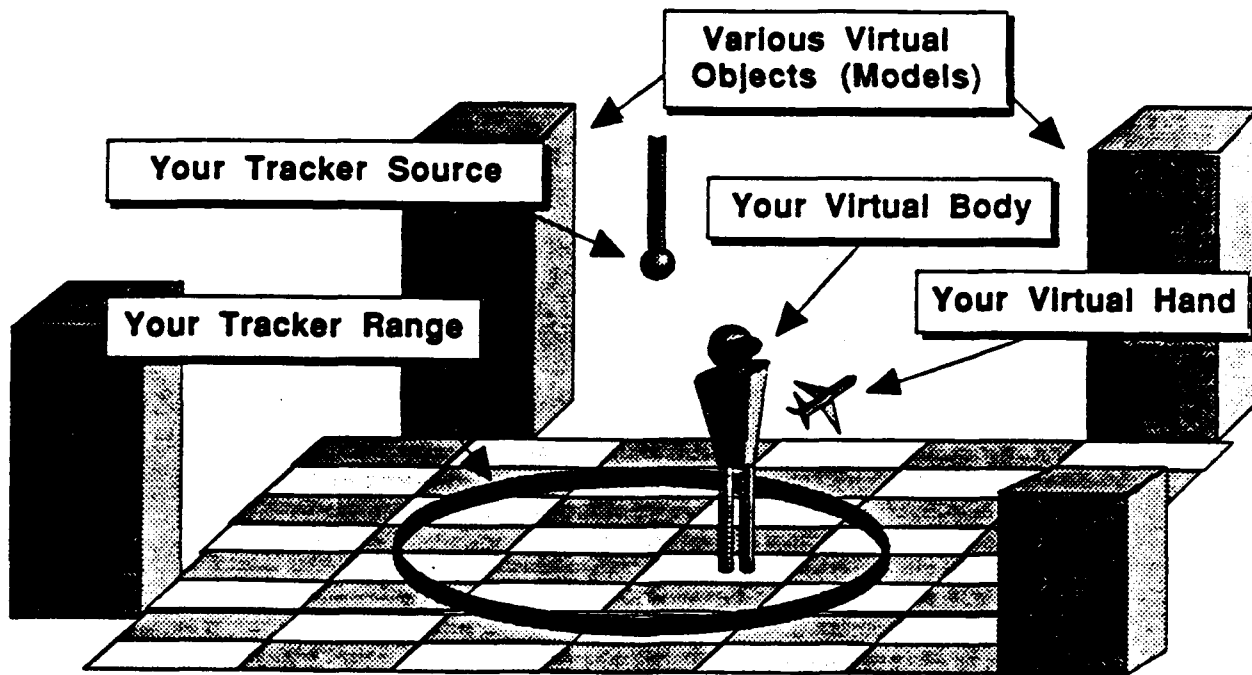 Various Virtual
Objects (Models)
Your Tracker Source
Your Virtual Body
Your Virtual Hand
Your Tracker Range